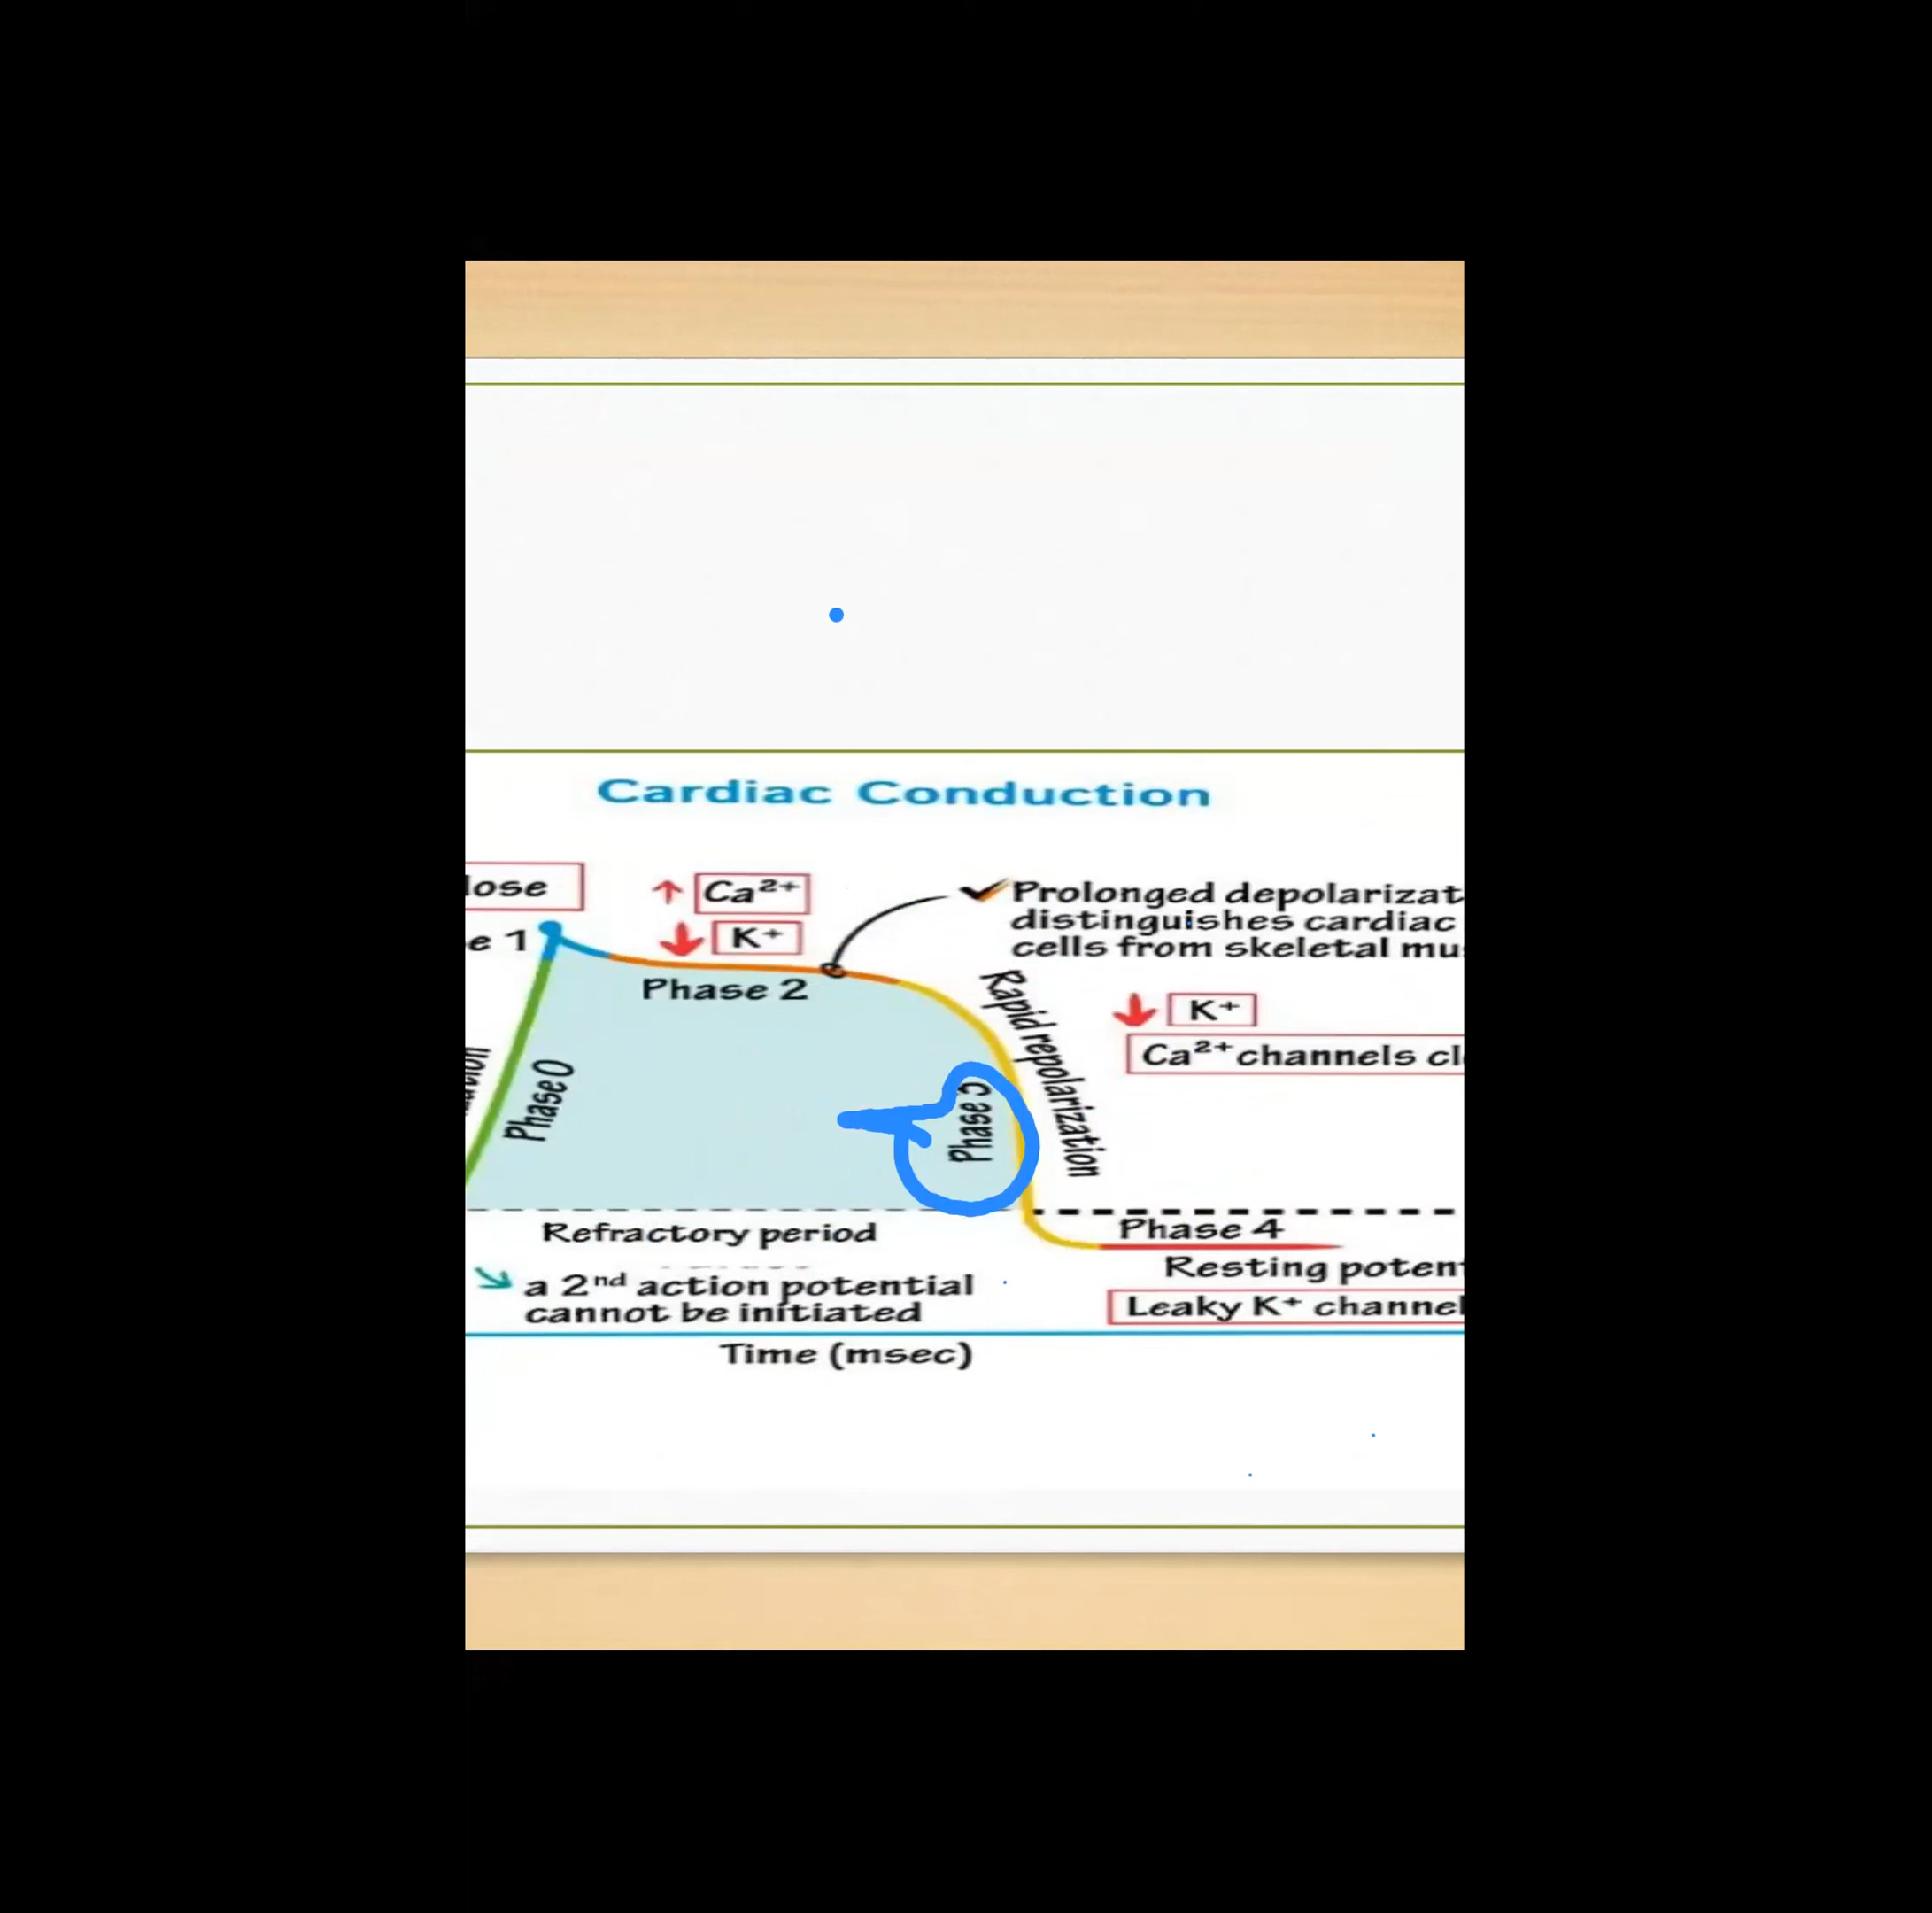 Cardiac Conduction
lose
↑ Ca²⁺
↓ K⁺
e 1
✓ Prolonged depolarizat
distinguishes cardiac
cells from skeletal mu
Phase 2
Rapid repolarization
↓ K⁺
Ca²⁺ channels cl
Phase 0
Phase
Refractory period
Phase 4
Resting poten
Leaky K⁺ channel
↘ a 2ⁿᵈ action potential
cannot be initiated
Time (msec)